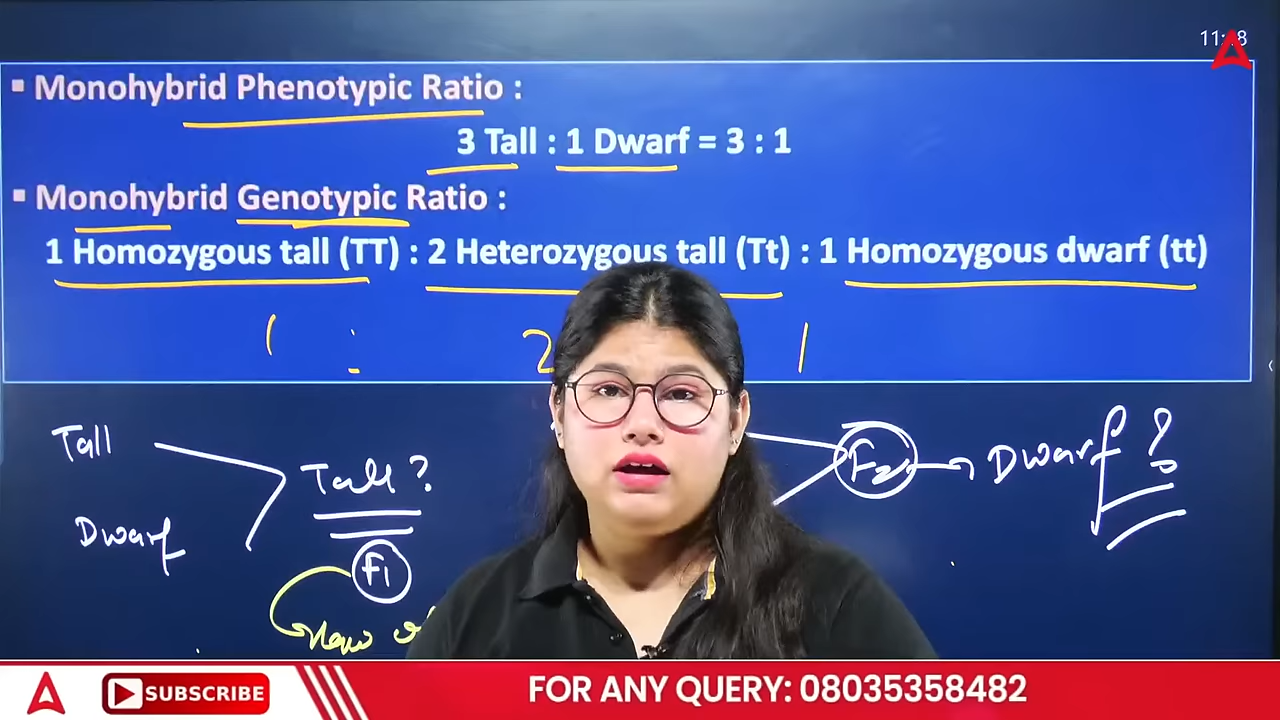 11:18
▪ Monohybrid Phenotypic Ratio :
3 Tall : 1 Dwarf = 3 : 1
▪ Monohybrid Genotypic Ratio :
1 Homozygous tall (TT) : 2 Heterozygous tall (Tt) : 1 Homozygous dwarf (tt)
1 : 2 1
Tall
Tall ?
Dwarf
F1
F2
Dwarf ?
SUBSCRIBE
FOR ANY QUERY: 08035358482